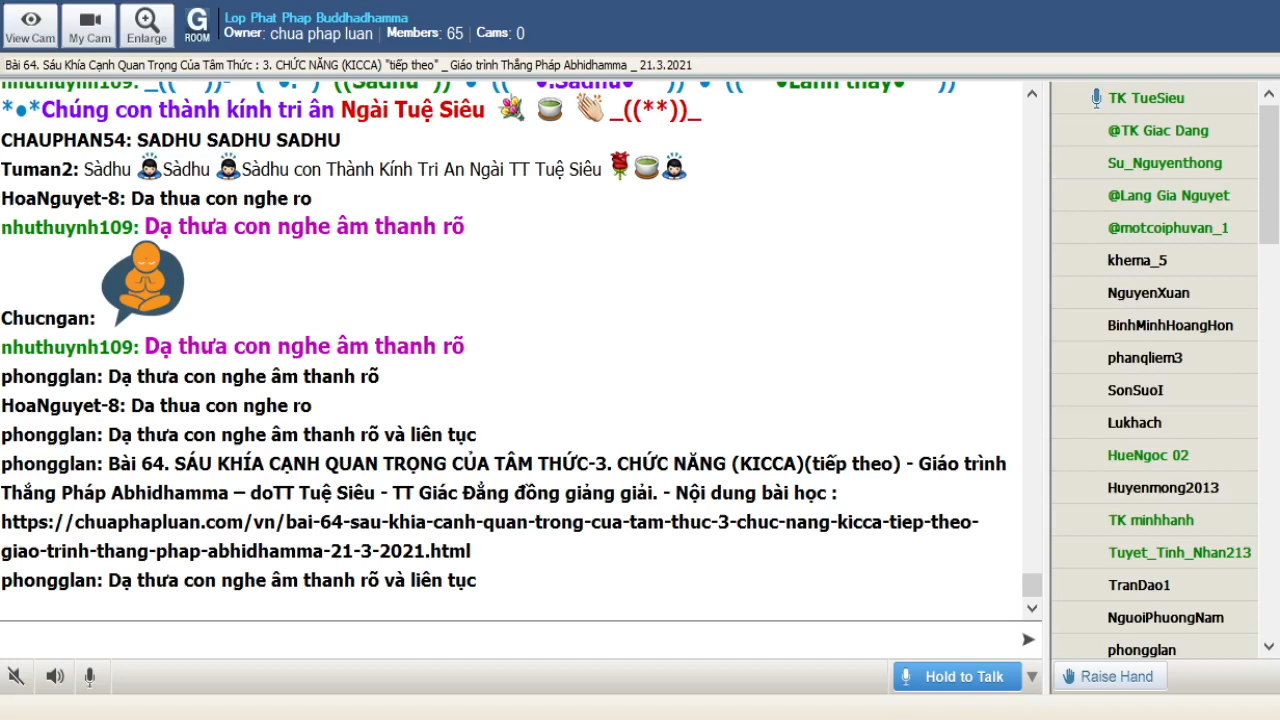 View Cam
My Cam
Enlarge
G
ROOM
Lop Phat Phap Buddhadhamma
Owner: chua phap luan | Members: 65 | Cams: 0
Bài 64. Sáu Khía Cạnh Quan Trọng Của Tâm Thức : 3. CHỨC NĂNG (KICCA) "tiếp theo" _ Giáo trình Thắng Pháp Abhidhamma _ 21.3.2021
*●*Chúng con thành kính tri ân Ngài Tuệ Siêu _((**))_
CHAUPHAN54: SADHU SADHU SADHU
Tuman2: Sàdhu Sàdhu Sàdhu con Thành Kính Tri An Ngài TT Tuệ Siêu
HoaNguyet-8: Da thua con nghe ro
nhuthuynh109: Dạ thưa con nghe âm thanh rõ
Chucngan:
nhuthuynh109: Dạ thưa con nghe âm thanh rõ
phongglan: Dạ thưa con nghe âm thanh rõ
HoaNguyet-8: Da thua con nghe ro
phongglan: Dạ thưa con nghe âm thanh rõ và liên tục
phongglan: Bài 64. SÁU KHÍA CẠNH QUAN TRỌNG CỦA TÂM THỨC-3. CHỨC NĂNG (KICCA)(tiếp theo) - Giáo trình
Thắng Pháp Abhidhamma – doTT Tuệ Siêu - TT Giác Đẳng đồng giảng giải. - Nội dung bài học :
https://chuaphapluan.com/vn/bai-64-sau-khia-canh-quan-trong-cua-tam-thuc-3-chuc-nang-kicca-tiep-theo-
giao-trinh-thang-phap-abhidhamma-21-3-2021.html
phongglan: Dạ thưa con nghe âm thanh rõ và liên tục
TK TueSieu
@TK Giac Dang
Su_Nguyenthong
@Lang Gia Nguyet
@motcoiphuvan_1
khema_5
NguyenXuan
BinhMinhHoangHon
phanqliem3
SonSuoI
Lukhach
HueNgoc 02
Huyenmong2013
TK minhhanh
Tuyet_Tinh_Nhan213
TranDao1
NguoiPhuongNam
phongglan
Hold to Talk
Raise Hand